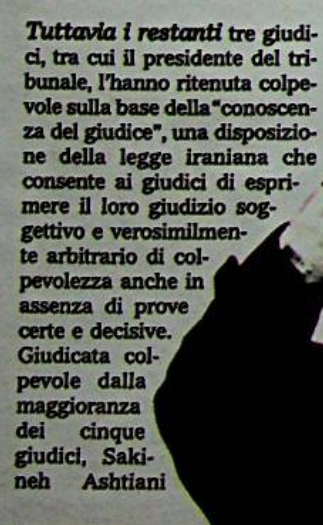 Tuttavia i restanti tre giudi-
ci, tra cui il presidente del tri-
bunale, l'hanno ritenuta colpe-
vole sulla base della "conoscen-
za del giudice", una disposizio-
ne della legge iraniana che
consente ai giudici di espri-
mere il loro giudizio sog-
gettivo e verosimilmen-
te arbitrario di col-
pevolezza anche in
assenza di prove
certe e decisive.
Giudicata col-
pevole dalla
maggioranza
dei cinque
giudici, Saki-
neh Ashtiani